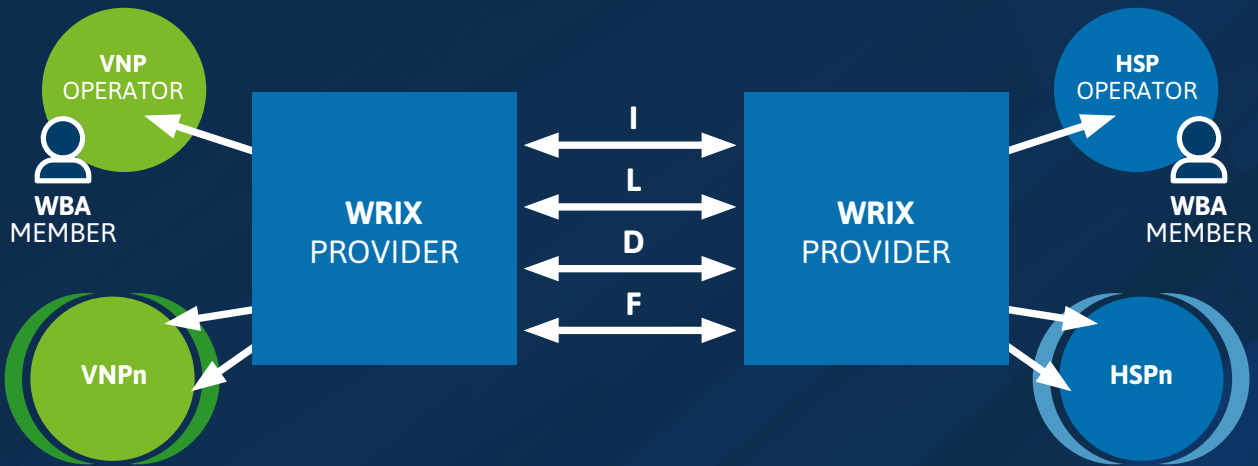 VNP
OPERATOR
WBA
MEMBER
VNPn
WRIX
PROVIDER
I
L
D
F
WRIX
PROVIDER
HSP
OPERATOR
WBA
MEMBER
HSPn